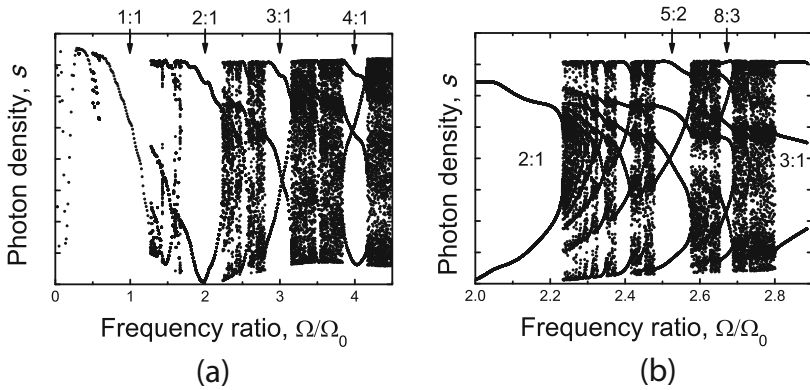 1:1 2:1 3:1 4:1
Photon density, s
0 1 2 3 4
Frequency ratio, Ω/Ω₀
(a)
5:2 8:3
Photon density, s
2:1
3:1
2.0 2.2 2.4 2.6 2.8
Frequency ratio, Ω/Ω₀
(b)